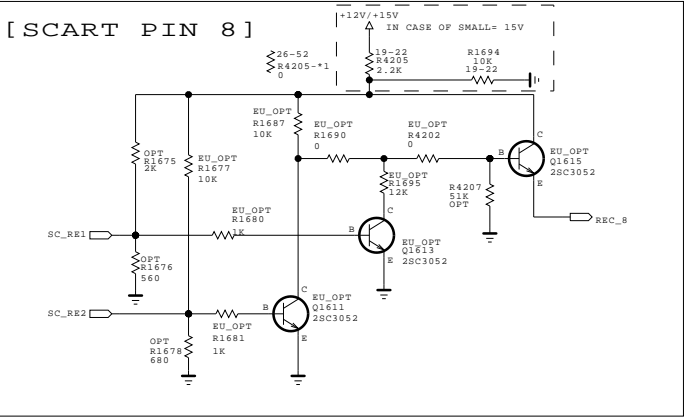 [SCART PIN 8]
+12V/+15V
IN CASE OF SMALL= 15V
26-52
R4205-*1
0
19-22
R4205
2.2K
R1694
10K
19-22
EU_OPT
R1687
10K
EU_OPT
R1690
0
EU_OPT
R4202
0
C
B
E
EU_OPT
Q1615
2SC3052
OPT
R1675
2K
EU_OPT
R1677
10K
EU_OPT
R1695
12K
R4207
51K
OPT
REC_8
EU_OPT
R1680
1K
SC_RE1
C
B
E
EU_OPT
Q1613
2SC3052
OPT
R1676
560
SC_RE2
C
B
E
EU_OPT
Q1611
2SC3052
EU_OPT
R1681
1K
OPT
R1678
680